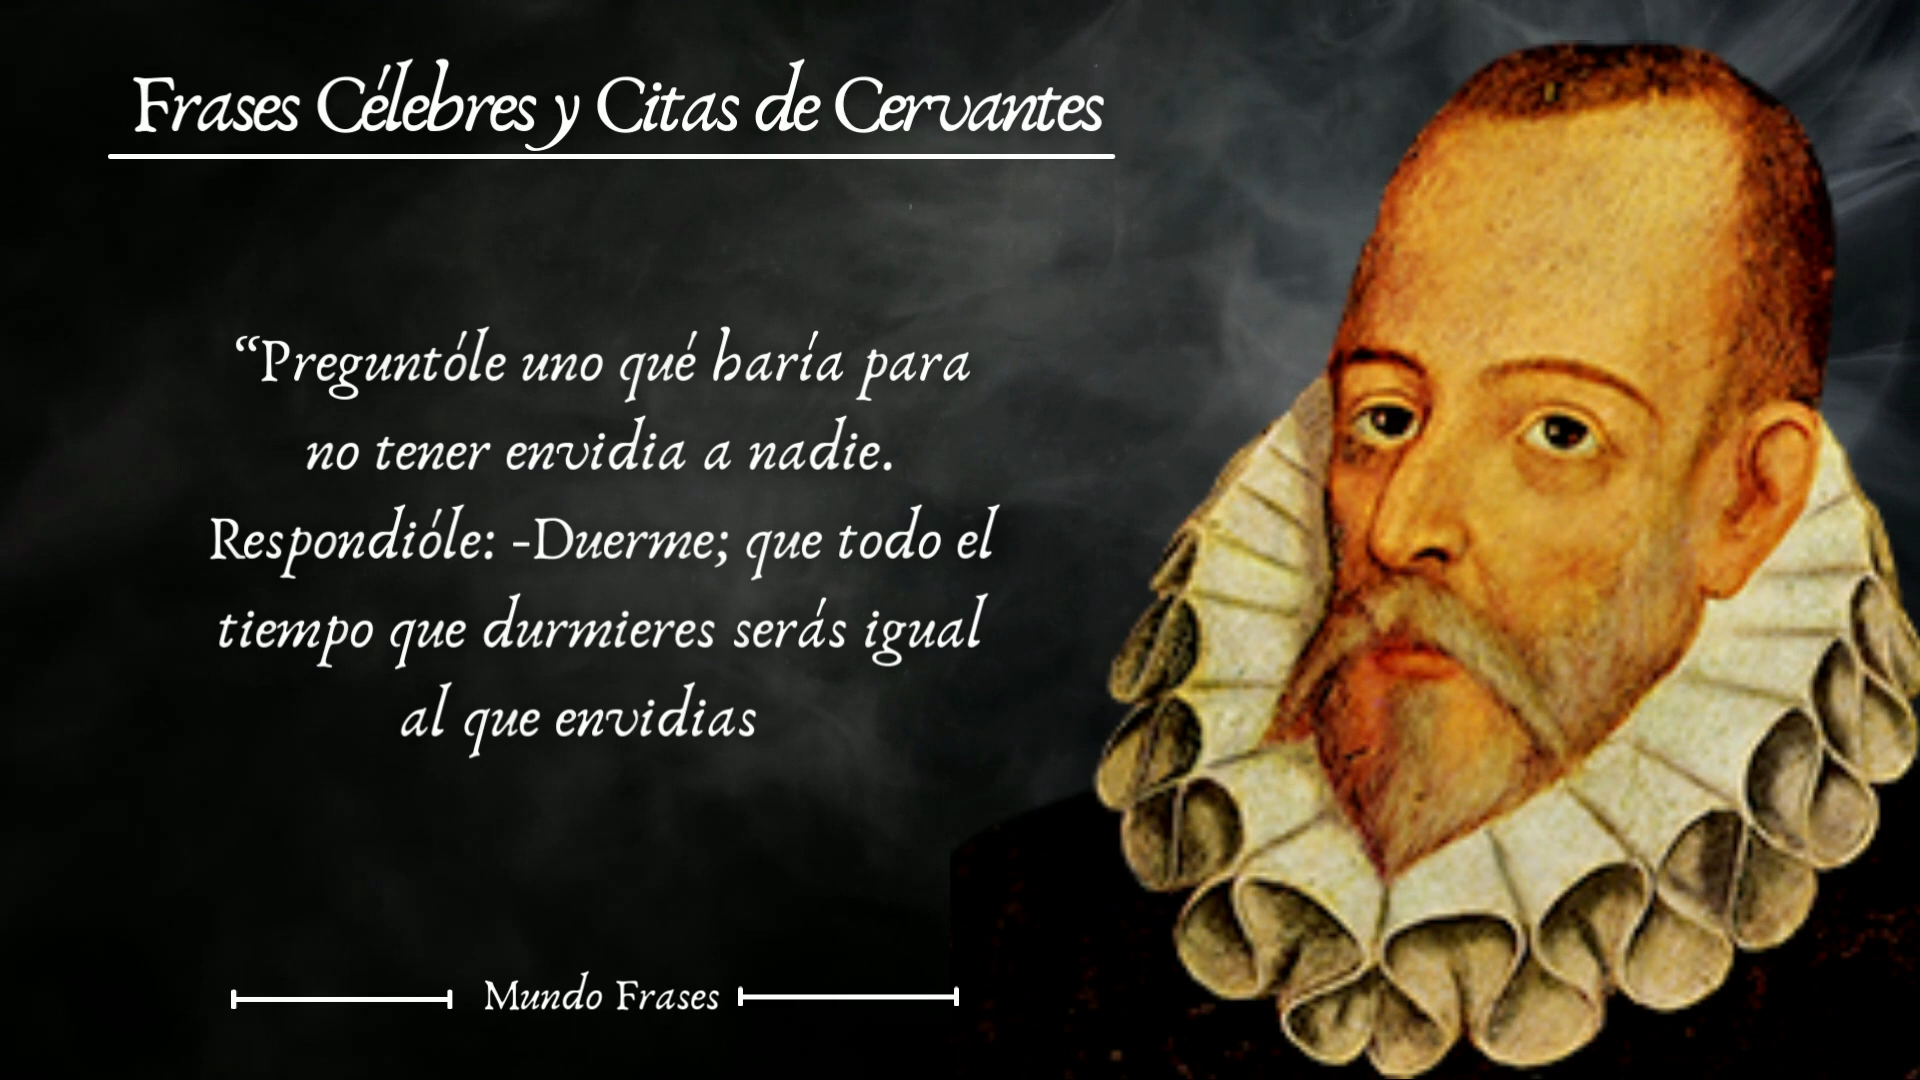 Frases Célebres y Citas de Cervantes
“Preguntóle uno qué haría para
no tener envidia a nadie.
Respondióle: -Duerme; que todo el
tiempo que durmieres serás igual
al que envidias
Mundo Frases